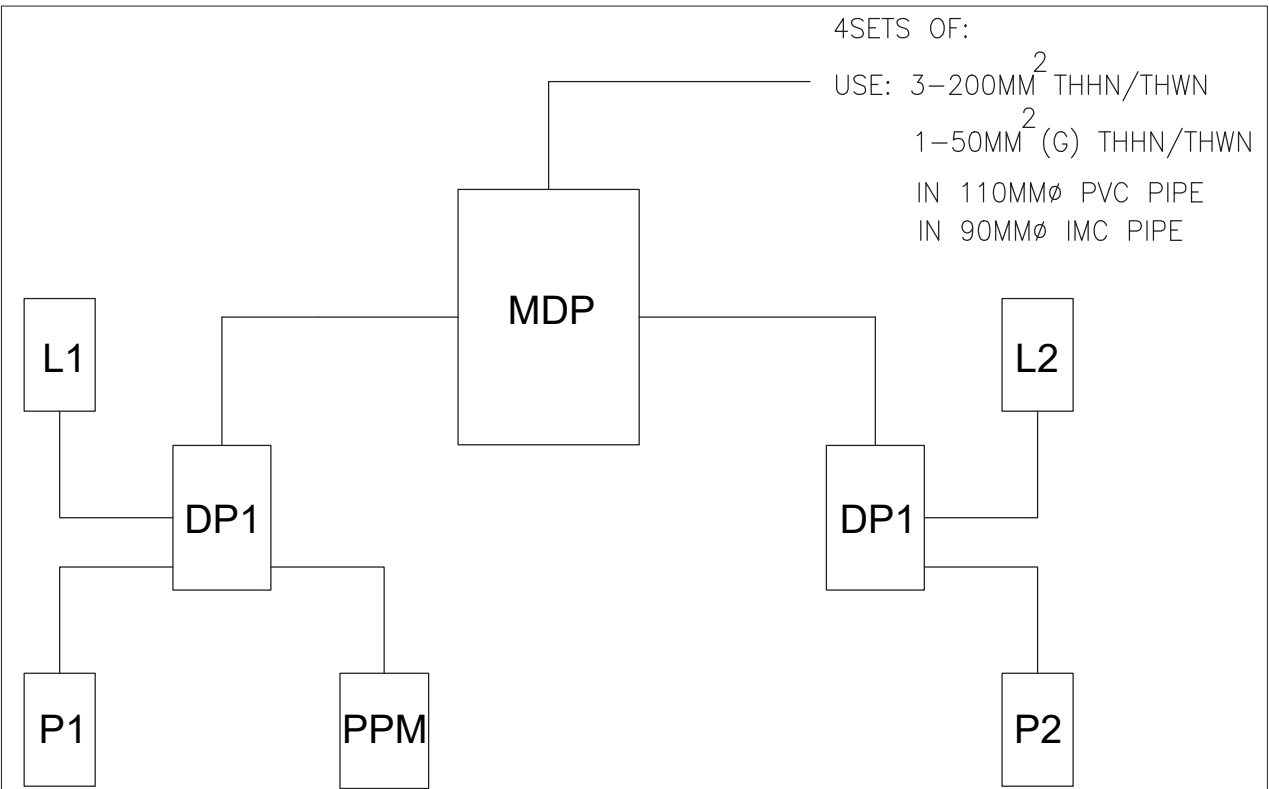 4SETS OF:
USE: 3-200MM² THHN/THWN
1-50MM² (G) THHN/THWN
IN 110MMØ PVC PIPE
IN 90MMØ IMC PIPE
MDP
L1
L2
DP1
DP1
P1
PPM
P2